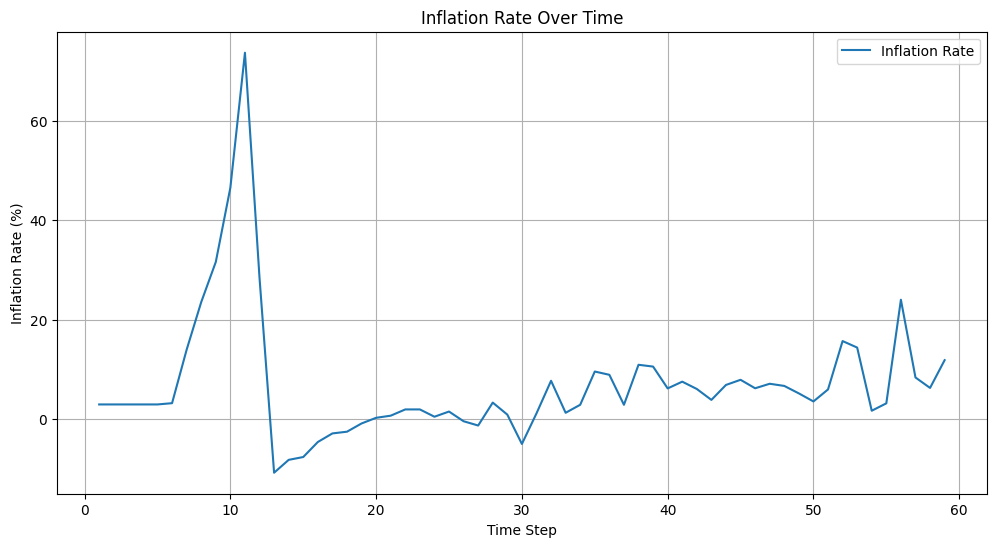 Inflation Rate Over Time
Inflation Rate
Inflation Rate (%)
60
40
20
0
0 10 20 30 40 50 60
Time Step